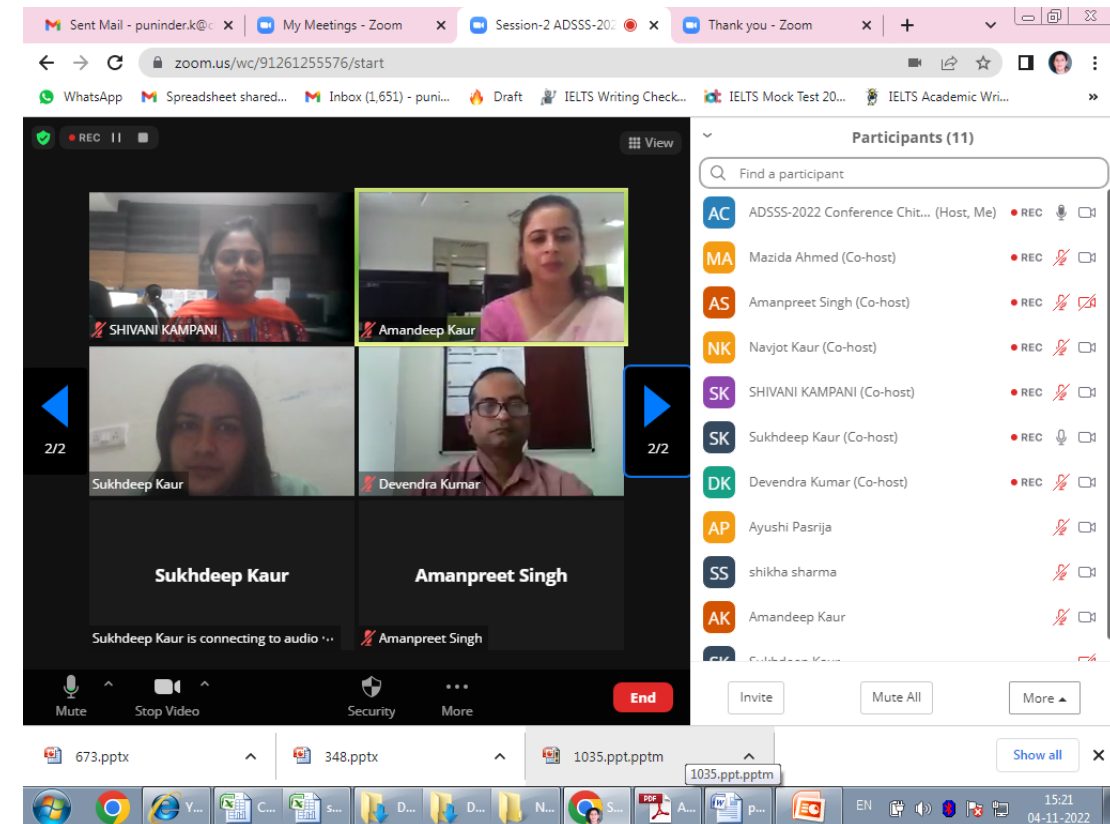 Sent Mail - puninder.k@c
My Meetings - Zoom
Session-2 ADSSS-202
Thank you - Zoom
zoom.us/wc/91261255576/start
WhatsApp
Spreadsheet shared...
Inbox (1,651) - puni...
Draft
IELTS Writing Check...
IELTS Mock Test 20...
IELTS Academic Wri...
REC
View
SHIVANI KAMPANI
Amandeep Kaur
2/2
2/2
Sukhdeep Kaur
Devendra Kumar
Sukhdeep Kaur
Amanpreet Singh
Sukhdeep Kaur is connecting to audio ...
Amanpreet Singh
Mute
Stop Video
Security
More
End
Participants (11)
Find a participant
AC ADSSS-2022 Conference Chit... (Host, Me) REC
MA Mazida Ahmed (Co-host) REC
AS Amanpreet Singh (Co-host) REC
NK Navjot Kaur (Co-host) REC
SK SHIVANI KAMPANI (Co-host) REC
SK Sukhdeep Kaur (Co-host) REC
DK Devendra Kumar (Co-host) REC
AP Ayushi Pasrija
SS shikha sharma
AK Amandeep Kaur
SK Sukhdeep Kaur
Invite
Mute All
More
673.pptx
348.pptx
1035.ppt.pptm
Show all
1035.ppt.pptm
Y...
C...
s...
D...
D...
N...
S...
PDF
A...
p...
EN
15:21
04-11-2022